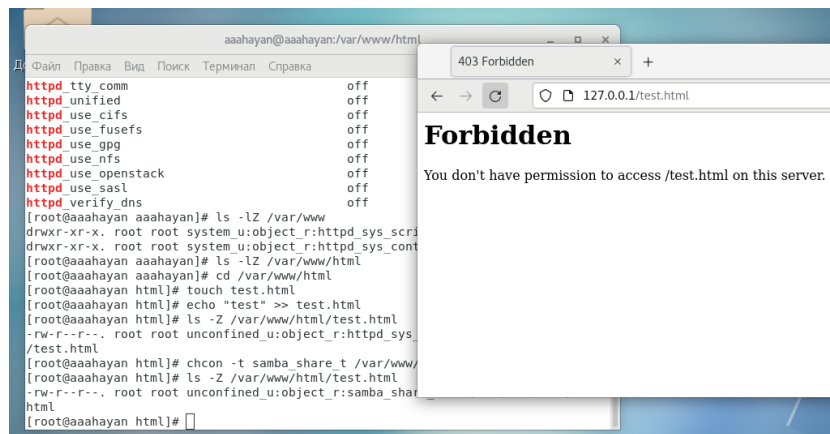 aaahayan@aaahayan:/var/www/html
Файл Правка Вид Поиск Терминал Справка
httpd_tty_comm off
httpd_unified off
httpd_use_cifs off
httpd_use_fusefs off
httpd_use_gpg off
httpd_use_nfs off
httpd_use_openstack off
httpd_use_sasl off
httpd_verify_dns off
[root@aaahayan aaahayan]# ls -lZ /var/www
drwxr-xr-x. root root system_u:object_r:httpd_sys_scri
drwxr-xr-x. root root system_u:object_r:httpd_sys_cont
[root@aaahayan aaahayan]# ls -lZ /var/www/html
[root@aaahayan aaahayan]# cd /var/www/html
[root@aaahayan html]# touch test.html
[root@aaahayan html]# echo "test" >> test.html
[root@aaahayan html]# ls -Z /var/www/html/test.html
-rw-r--r--. root root unconfined_u:object_r:httpd_sys_
/test.html
[root@aaahayan html]# chcon -t samba_share_t /var/www/
[root@aaahayan html]# ls -Z /var/www/html/test.html
-rw-r--r--. root root unconfined_u:object_r:samba_shar
html
[root@aaahayan html]#
403 Forbidden
127.0.0.1/test.html
Forbidden
You don't have permission to access /test.html on this server.